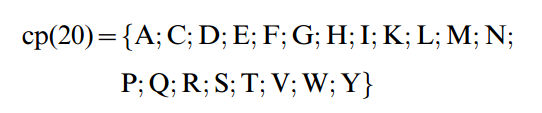 cp(20)={A; C; D; E; F; G; H; I; K; L; M; N;
P; Q; R; S; T; V; W; Y}